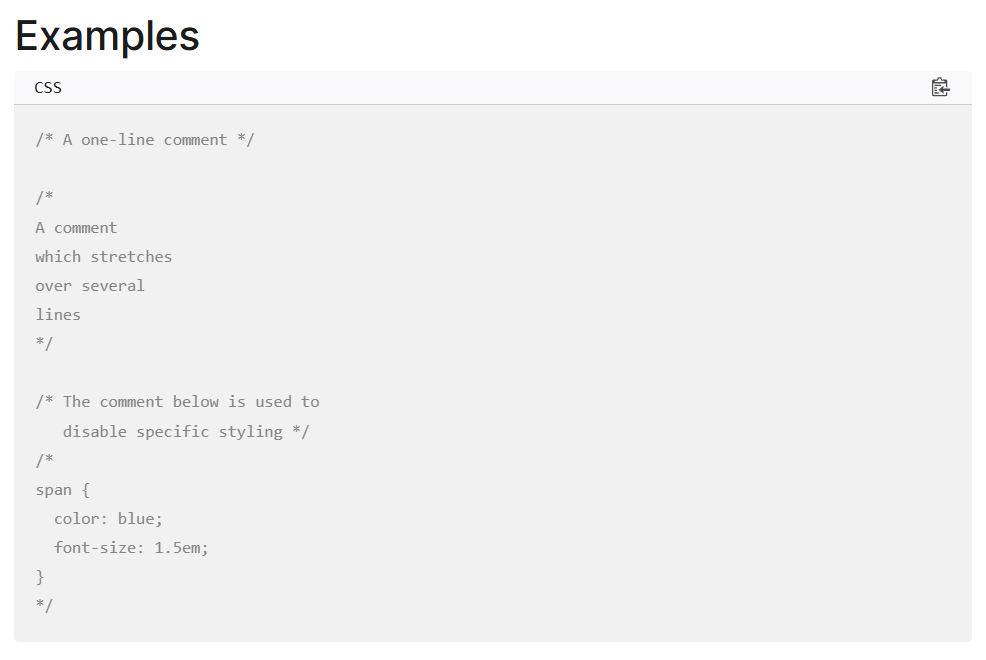 Examples
CSS
/* A one-line comment */
/*
A comment
which stretches
over several
lines
*/
/* The comment below is used to
   disable specific styling */
/*
span {
  color: blue;
  font-size: 1.5em;
}
*/